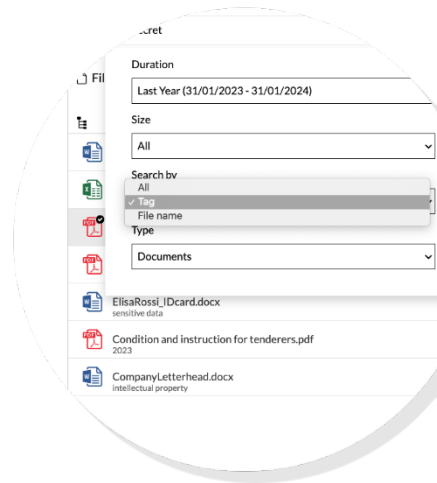 Duration
Fil
Last Year (31/01/2023 - 31/01/2024)
Size
All
Search by
All
✓ Tag
File name
Type
Documents
ElisaRossi_IDcard.docx
sensitive data
Condition and instruction for tenderers.pdf
2023
CompanyLetterhead.docx
intellectual property